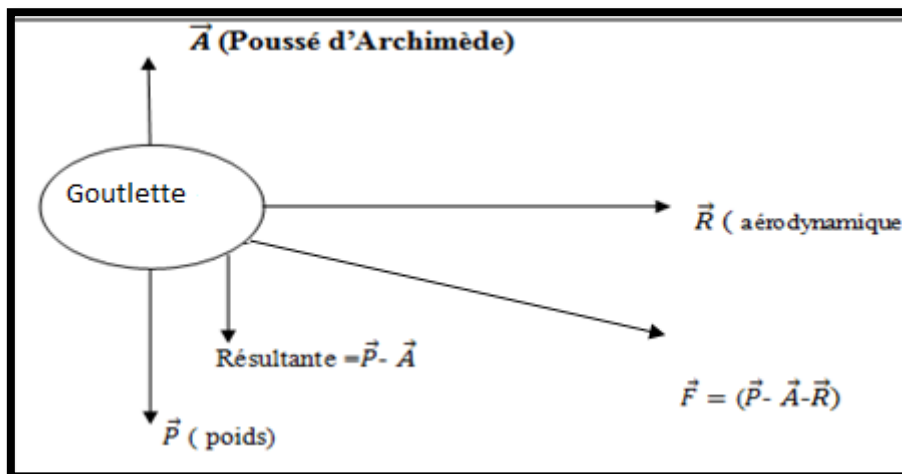 A⃗ (Poussé d’Archimède)
Goutlette
R⃗ ( aérodynamique
Résultante =P⃗- A⃗
F⃗ = (P⃗- A⃗-R⃗)
P⃗ ( poids)